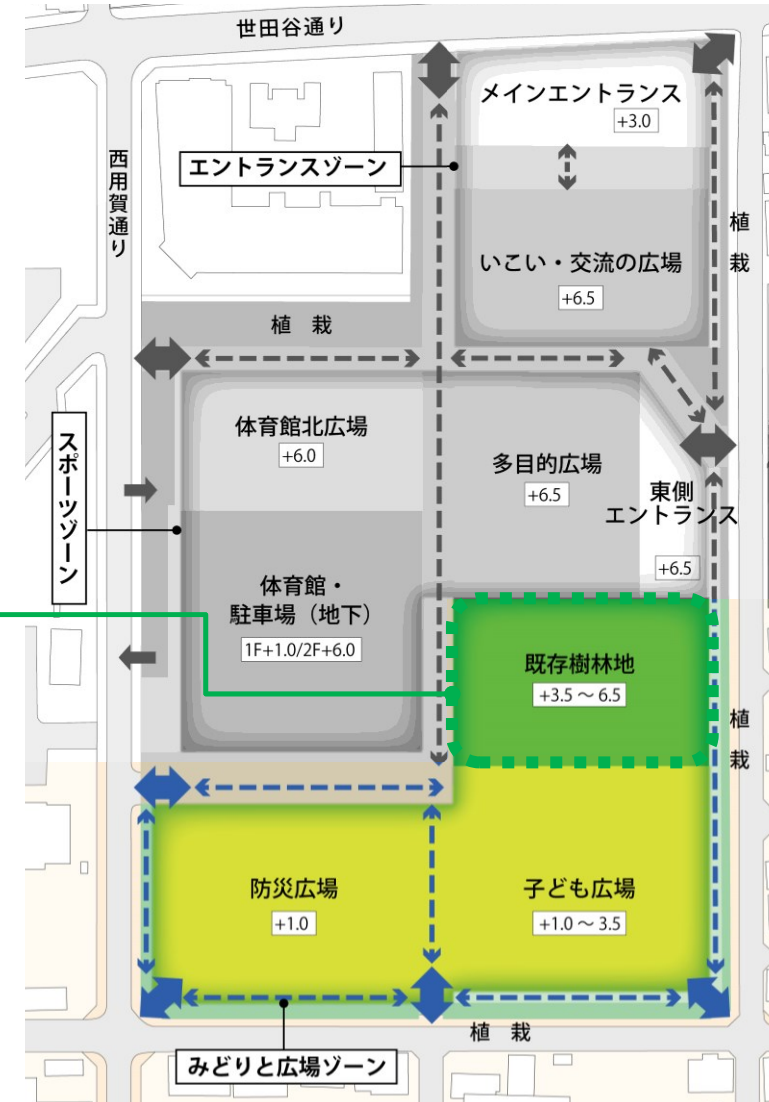 世田谷通り
メインエントランス
+3.0
エントランスゾーン
西用賀通り
植栽
いこい・交流の広場
+6.5
植 栽
体育館北広場
+6.0
多目的広場
+6.5
スポーツゾーン
東側
エントランス
+6.5
体育館・
駐車場（地下）
1F+1.0/2F+6.0
既存樹林地
+3.5 ~ 6.5
植栽
防災広場
+1.0
子ども広場
+1.0 ~ 3.5
植 栽
みどりと広場ゾーン